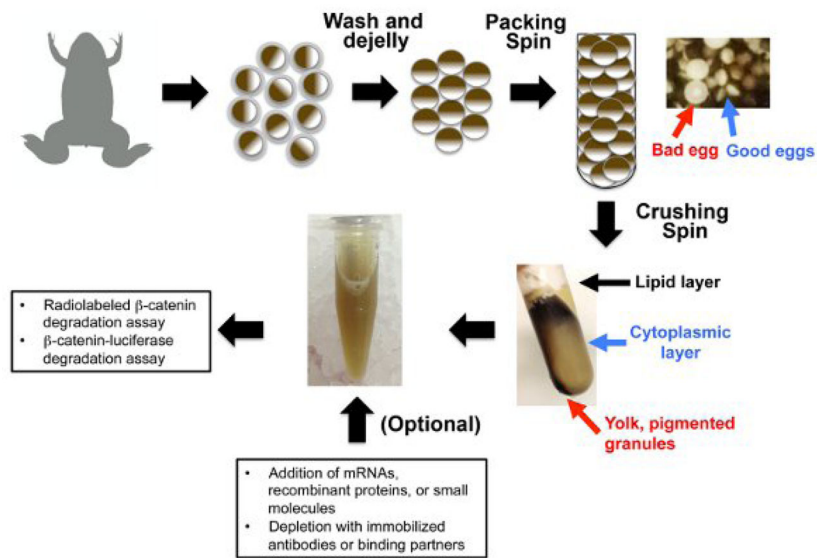 Wash and
dejelly
Packing
Spin
Bad egg
Good eggs
Crushing
Spin
Lipid layer
Cytoplasmic
layer
Yolk, pigmented
granules
• Radiolabeled β-catenin
degradation assay
• β-catenin-luciferase
degradation assay
(Optional)
• Addition of mRNAs,
recombinant proteins, or small
molecules
• Depletion with immobilized
antibodies or binding partners